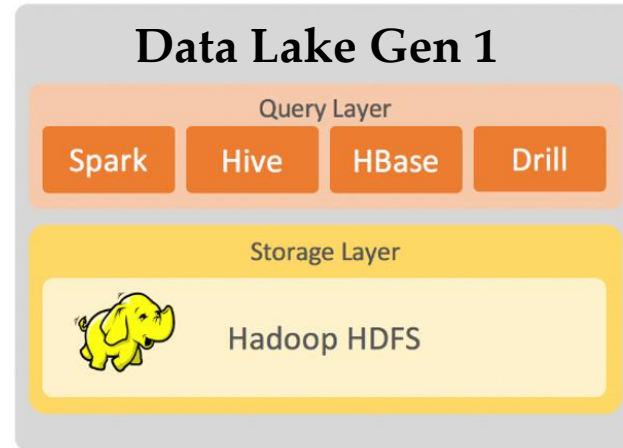 Data Lake Gen 1
Query Layer
Spark Hive HBase Drill
Storage Layer
Hadoop HDFS